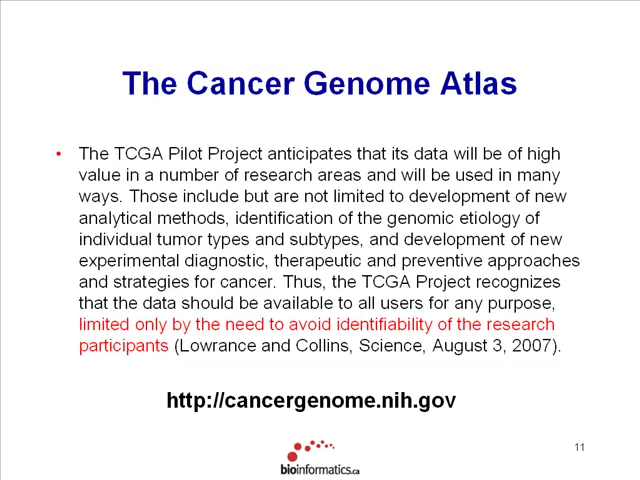 The Cancer Genome Atlas
• The TCGA Pilot Project anticipates that its data will be of high
value in a number of research areas and will be used in many
ways. Those include but are not limited to development of new
analytical methods, identification of the genomic etiology of
individual tumor types and subtypes, and development of new
experimental diagnostic, therapeutic and preventive approaches
and strategies for cancer. Thus, the TCGA Project recognizes
that the data should be available to all users for any purpose,
limited only by the need to avoid identifiability of the research
participants (Lowrance and Collins, Science, August 3, 2007).
http://cancergenome.nih.gov
11
bioinformatics.ca